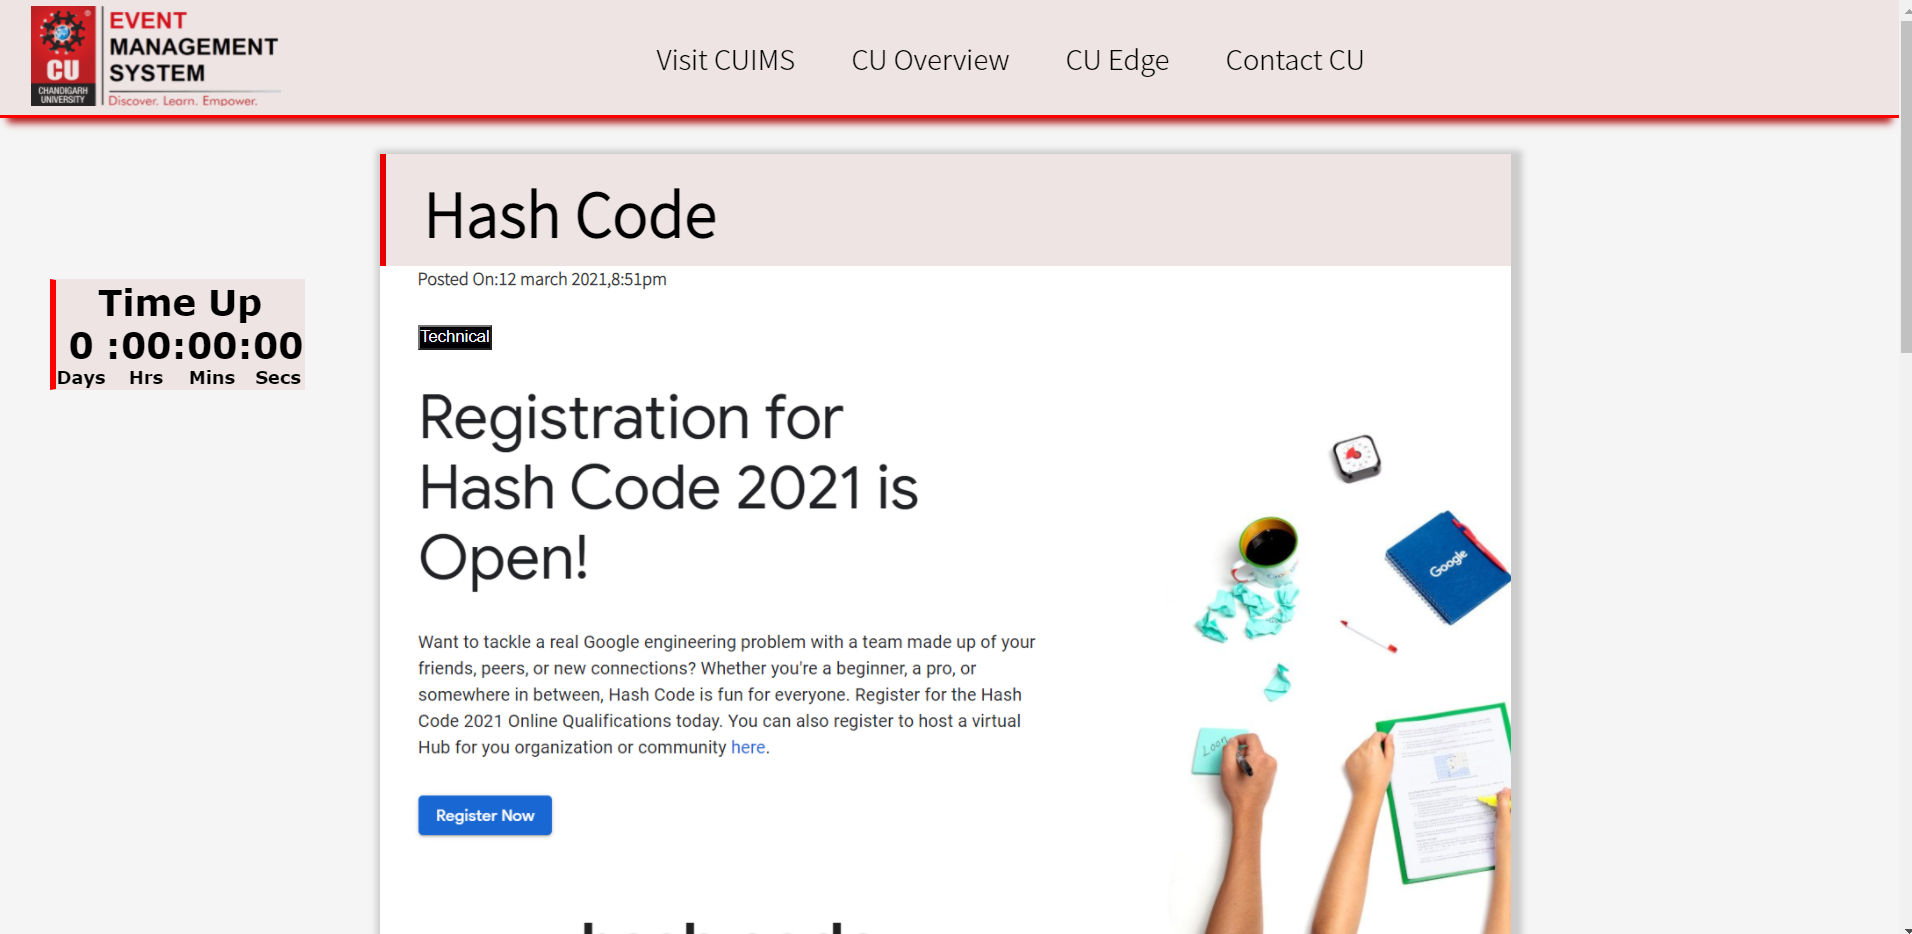 EVENT
MANAGEMENT
SYSTEM
CU
CHANDIGARH
UNIVERSITY
Discover. Learn. Empower.
Visit CUIMS
CU Overview
CU Edge
Contact CU
Hash Code
Posted On:12 march 2021,8:51pm
Time Up
0 :00:00:00
Days Hrs Mins Secs
Technical
Registration for
Hash Code 2021 is
Open!
Google
Want to tackle a real Google engineering problem with a team made up of your
friends, peers, or new connections? Whether you're a beginner, a pro, or
somewhere in between, Hash Code is fun for everyone. Register for the Hash
Code 2021 Online Qualifications today. You can also register to host a virtual
Hub for you organization or community here.
Loon
Register Now